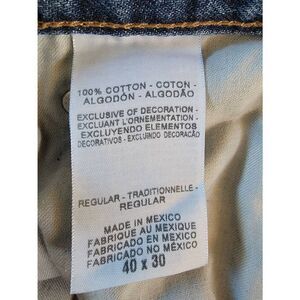 100% COTTON - COTON -
ALGODÓN - ALGODÃO
EXCLUSIVE OF DECORATION -
EXCLUANT L'ORNEMENTATION -
EXCLUYENDO ELEMENTOS
DECORATIVOS - EXCLUINDO DECORAÇÃO
REGULAR - TRADITIONNELLE -
REGULAR
MADE IN MEXICO
FABRIQUE AU MEXIQUE
FABRICADO EN MEXICO
FABRICADO NO MÉXICO
40 x 30